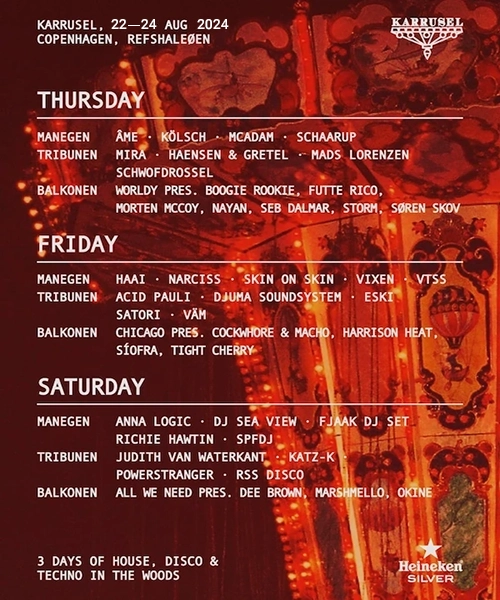 KARRUSEL, 22—24 AUG 2024
COPENHAGEN, REFSHALEØEN
KARRUSEL
THURSDAY
MANEGEN ÂME · KÖLSCH · MCADAM · SCHAARUP
TRIBUNEN MIRA · HAENSEN & GRETEL · MADS LORENZEN
SCHWOFDROSSEL
BALKONEN WORLDY PRES. BOOGIE ROOKIE, FUTTE RICO,
MORTEN MCCOY, NAYAN, SEB DALMAR, STORM, SØREN SKOV
FRIDAY
MANEGEN HAAI · NARCISS · SKIN ON SKIN · VIXEN · VTSS
TRIBUNEN ACID PAULI · DJUMA SOUNDSYSTEM · ESKI
SATORI · VÄM
BALKONEN CHICAGO PRES. COCKWHORE & MACHO, HARRISON HEAT,
SÍOFRA, TIGHT CHERRY
SATURDAY
MANEGEN ANNA LOGIC · DJ SEA VIEW · FJAAK DJ SET
RICHIE HAWTIN · SPFDJ
TRIBUNEN JUDITH VAN WATERKANT · KATZ-K ·
POWERSTRANGER · RSS DISCO
BALKONEN ALL WE NEED PRES. DEE BROWN, MARSHMELLO, OKINE
3 DAYS OF HOUSE, DISCO &
TECHNO IN THE WOODS
Heineken
SILVER